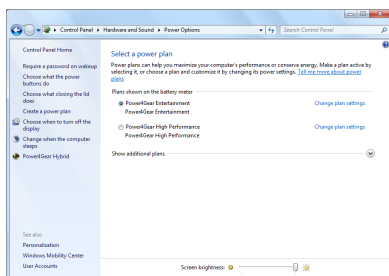 Control Panel ▸ Hardware and Sound ▸ Power Options
Search Control Panel
Control Panel Home
Require a password on wakeup
Choose what the power
buttons do
Choose what closing the lid
does
Create a power plan
Choose when to turn off the
display
Change when the computer
sleeps
Power4Gear Hybrid
See also
Personalization
Windows Mobility Center
User Accounts
Select a power plan
Power plans can help you maximize your computer's performance or conserve energy. Make a plan active by
selecting it, or choose a plan and customize it by changing its power settings. Tell me more about power
plans
Plans shown on the battery meter
Power4Gear Entertainment Change plan settings
Power4Gear Entertainment
Power4Gear High Performance Change plan settings
Power4Gear High Performance
Show additional plans
Screen brightness: